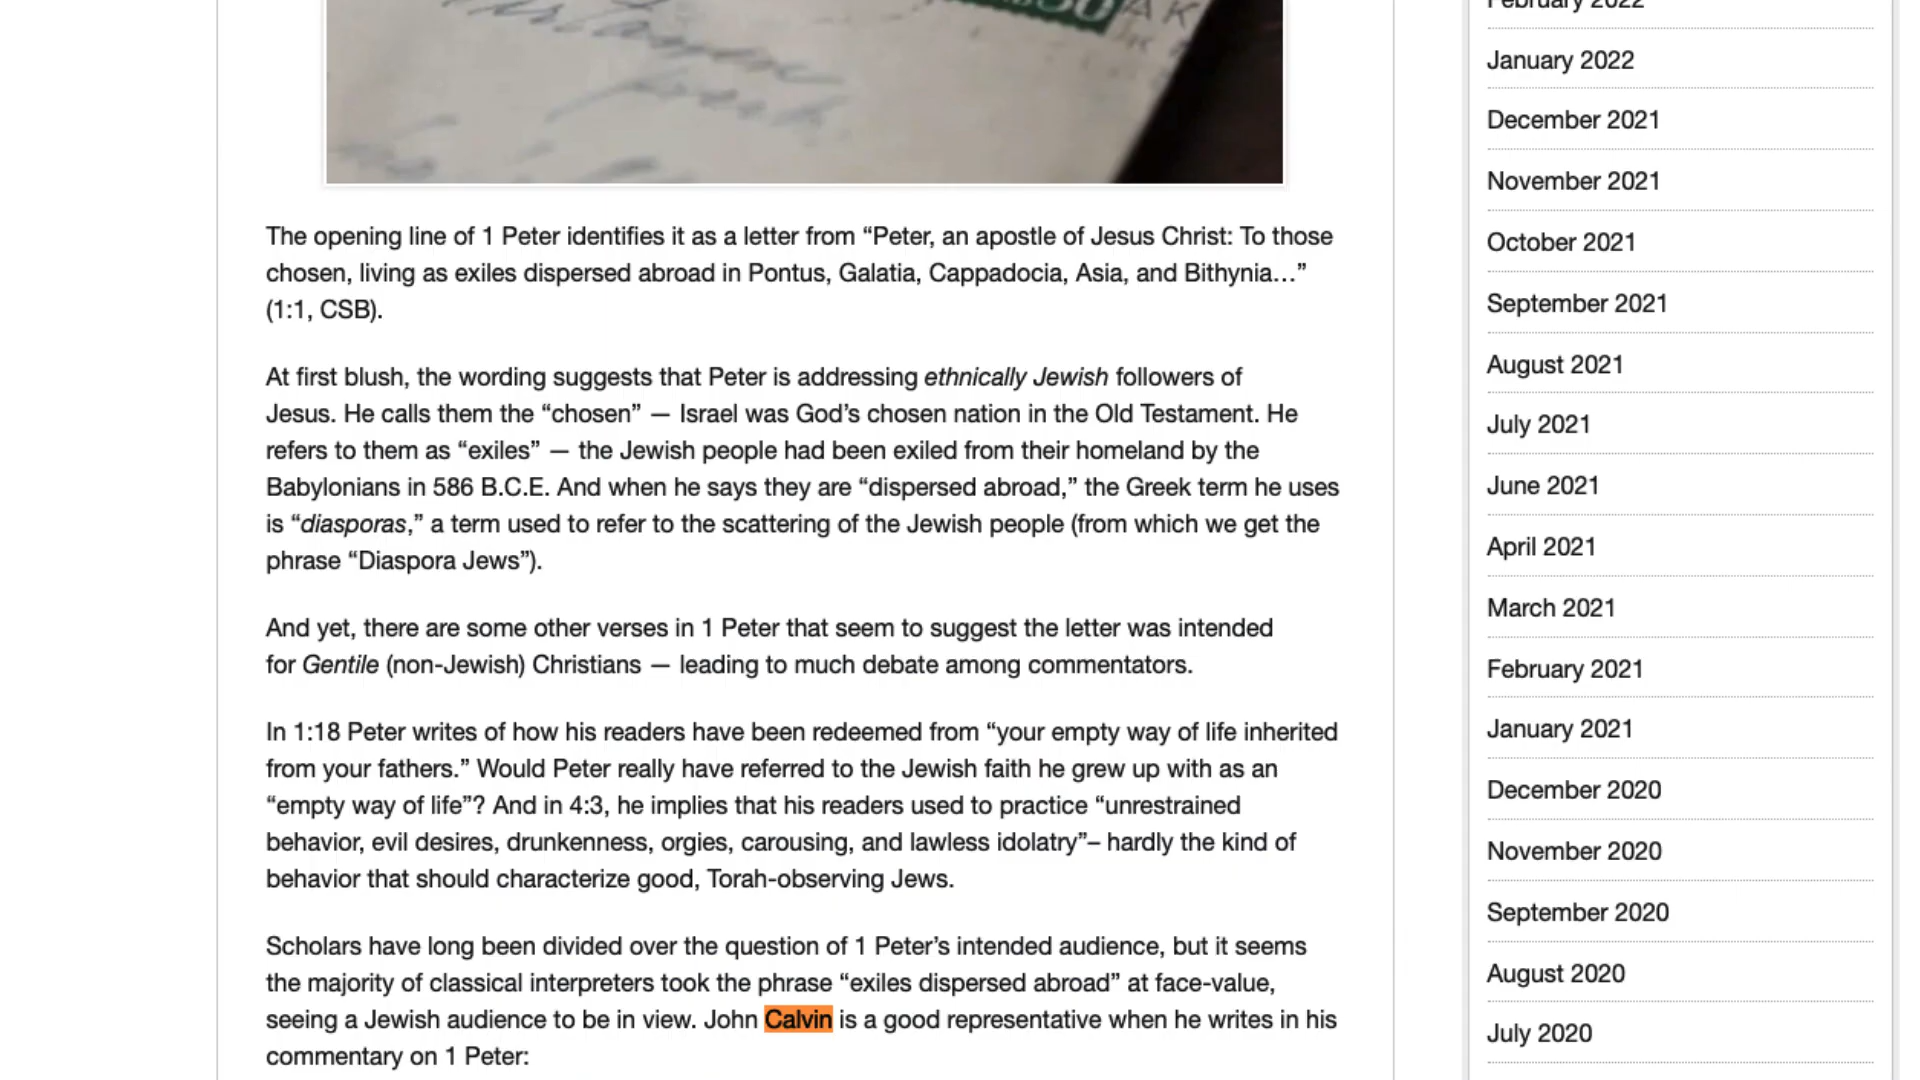 The opening line of 1 Peter identifies it as a letter from “Peter, an apostle of Jesus Christ: To those
chosen, living as exiles dispersed abroad in Pontus, Galatia, Cappadocia, Asia, and Bithynia…”
(1:1, CSB).
At first blush, the wording suggests that Peter is addressing ethnically Jewish followers of
Jesus. He calls them the “chosen” — Israel was God’s chosen nation in the Old Testament. He
refers to them as “exiles” — the Jewish people had been exiled from their homeland by the
Babylonians in 586 B.C.E. And when he says they are “dispersed abroad,” the Greek term he uses
is “diasporas,” a term used to refer to the scattering of the Jewish people (from which we get the
phrase “Diaspora Jews”).
And yet, there are some other verses in 1 Peter that seem to suggest the letter was intended
for Gentile (non-Jewish) Christians — leading to much debate among commentators.
In 1:18 Peter writes of how his readers have been redeemed from “your empty way of life inherited
from your fathers.” Would Peter really have referred to the Jewish faith he grew up with as an
“empty way of life”? And in 4:3, he implies that his readers used to practice “unrestrained
behavior, evil desires, drunkenness, orgies, carousing, and lawless idolatry”– hardly the kind of
behavior that should characterize good, Torah-observing Jews.
Scholars have long been divided over the question of 1 Peter’s intended audience, but it seems
the majority of classical interpreters took the phrase “exiles dispersed abroad” at face-value,
seeing a Jewish audience to be in view. John Calvin is a good representative when he writes in his
commentary on 1 Peter:
February 2022
January 2022
December 2021
November 2021
October 2021
September 2021
August 2021
July 2021
June 2021
April 2021
March 2021
February 2021
January 2021
December 2020
November 2020
September 2020
August 2020
July 2020